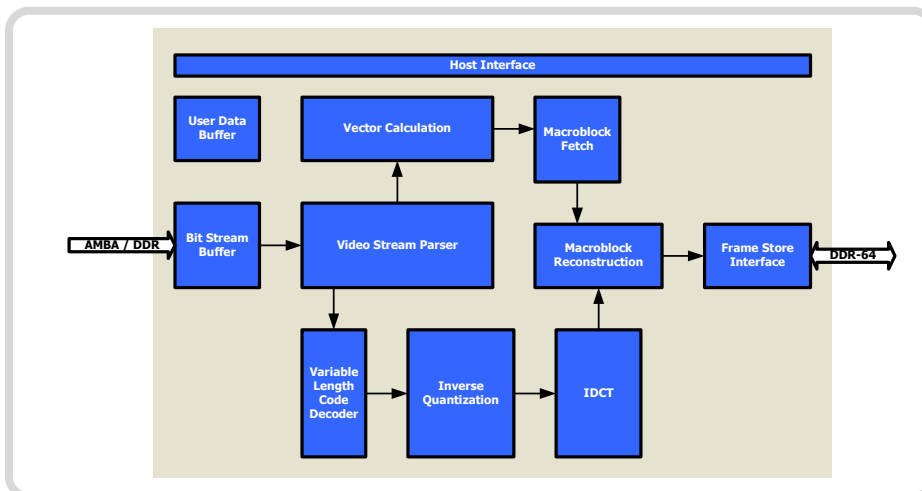 Host Interface
User Data
Buffer
Vector Calculation
Macroblock
Fetch
AMBA / DDR
Bit Stream
Buffer
Video Stream Parser
Macroblock
Reconstruction
Frame Store
Interface
DDR-64
Variable
Length
Code
Decoder
Inverse
Quantization
IDCT